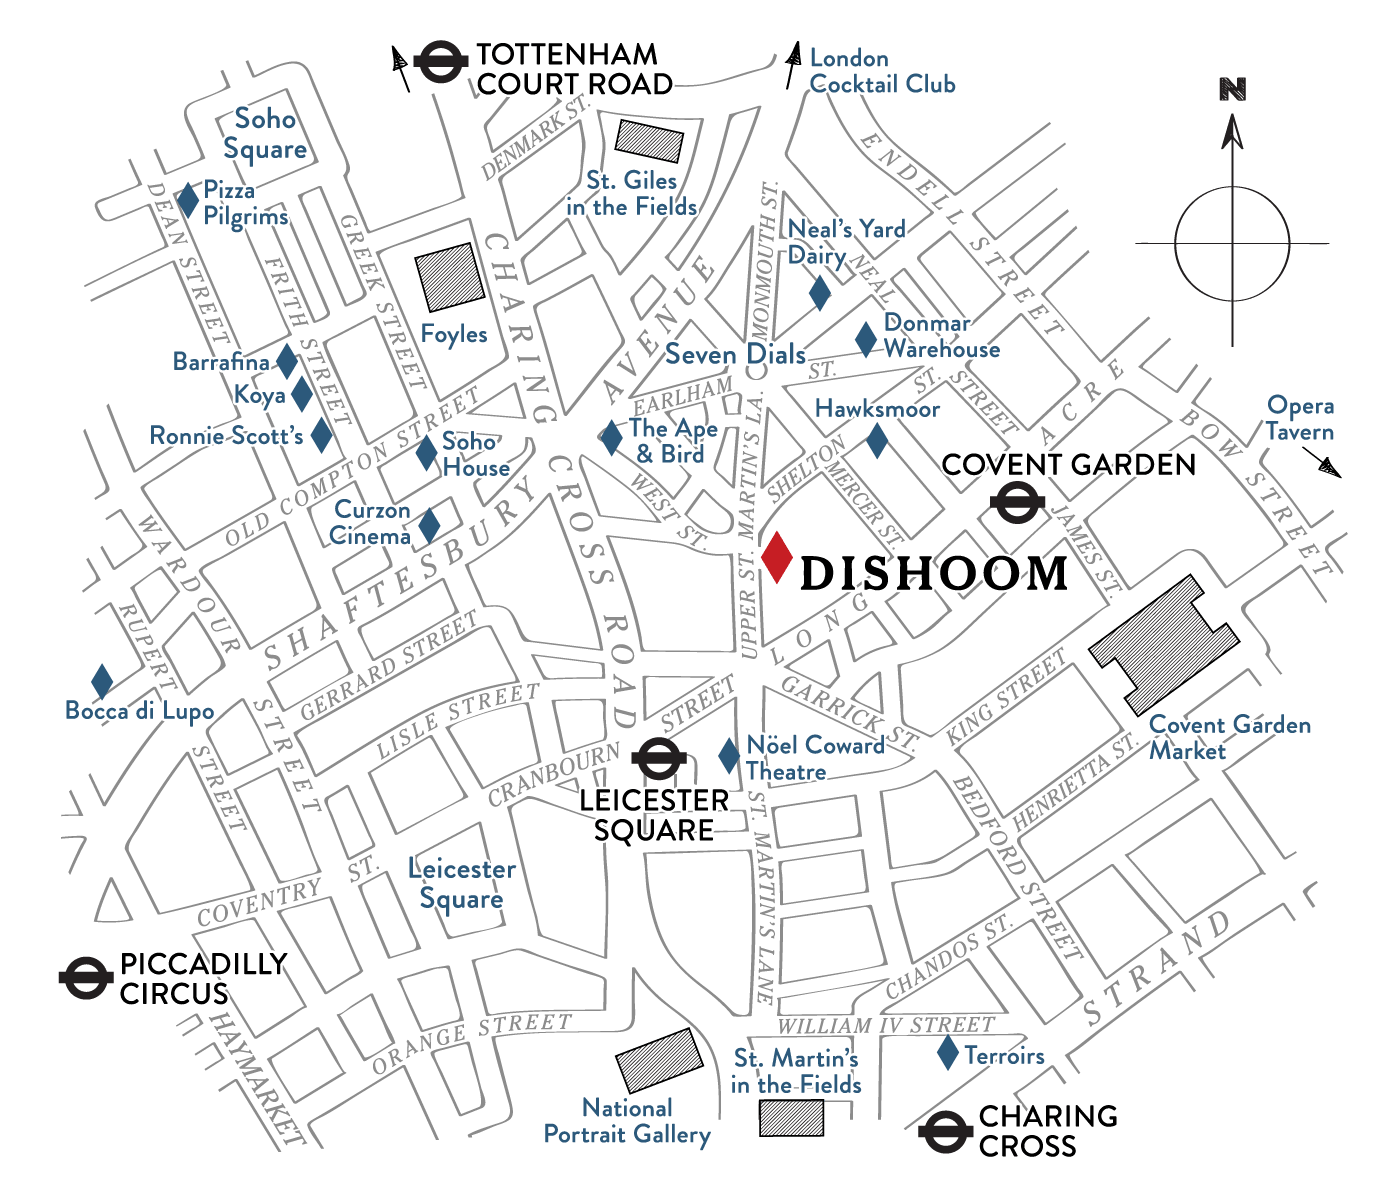 TOTTENHAM
COURT ROAD
London
Cocktail Club
N
Soho
Square
DENMARK ST.
ENDELL STREET
St. Giles
in the Fields
Pizza
Pilgrims
DEAN STREET
GREEK STREET
FRITH STREET
CHARING CROSS ROAD
MONMOUTH ST.
Neal's Yard
Dairy
NEAL STREET
Foyles
SHAFTESBURY AVENUE
Donmar
Warehouse
Seven Dials
Barrafina
Koya
EARLHAM ST.
Ronnie Scott's
OLD COMPTON STREET
Soho
House
The Ape
& Bird
Hawksmoor
SHELTON ST.
LONG ACRE
BOW STREET
Opera
Tavern
COVENT GARDEN
MERCER ST.
WEST ST.
UPPER ST. MARTIN'S LA.
JAMES ST.
Curzon
Cinema
WARDOUR STREET
DISHOOM
RUPERT STREET
GERRARD STREET
Bocca di Lupo
LISLE STREET
CRANBOURN STREET
GARRICK ST.
KING STREET
Covent Garden
Market
HENRIETTA ST.
Nöel Coward
Theatre
LEICESTER
SQUARE
BEDFORD STREET
ST. MARTIN'S LANE
Leicester
Square
COVENTRY ST.
CHANDOS ST.
STRAND
PICCADILLY
CIRCUS
HAYMARKET
ORANGE STREET
WILLIAM IV STREET
St. Martin's
in the Fields
Terroirs
National
Portrait Gallery
CHARING
CROSS